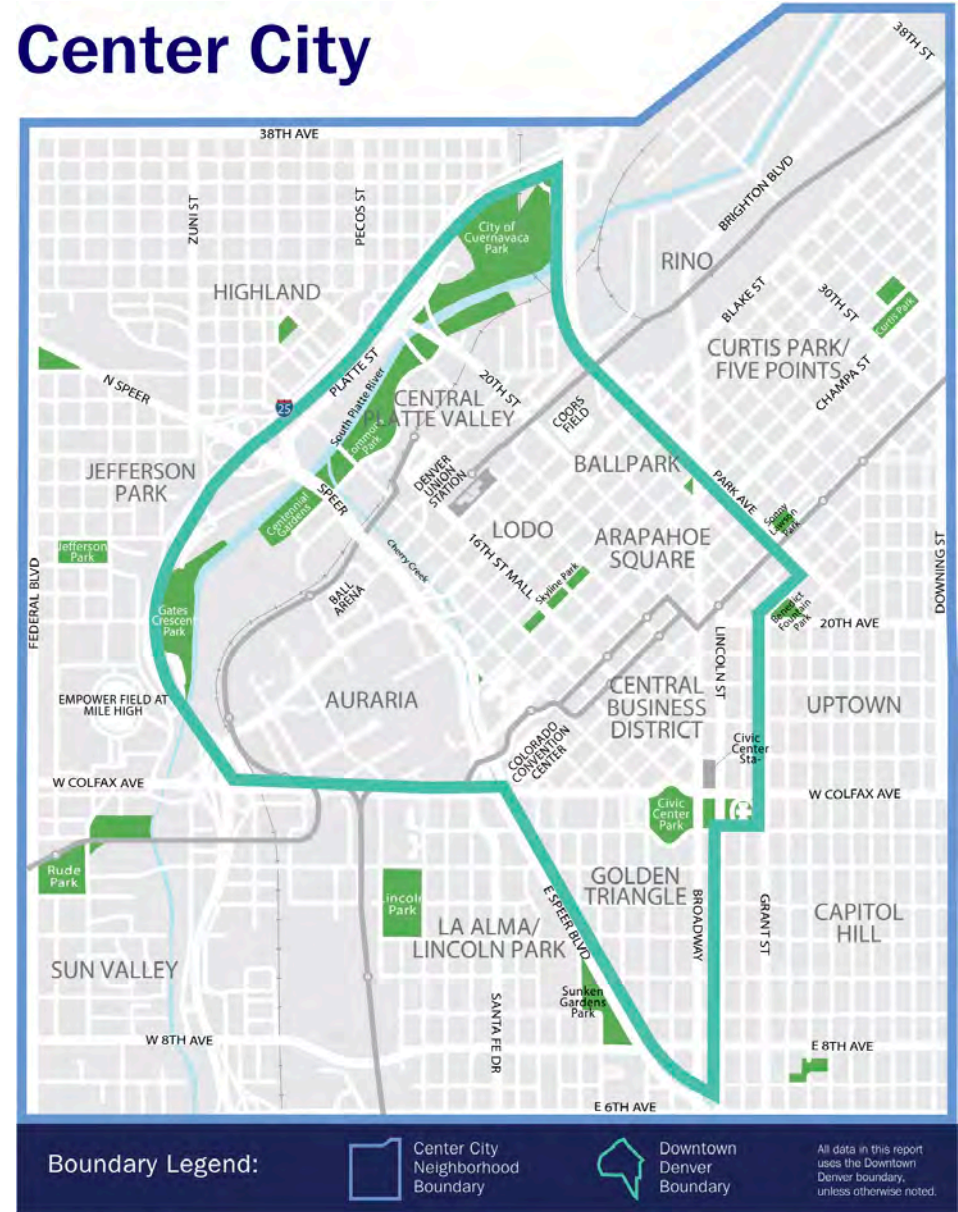 Center City
38TH ST
38TH AVE
ZUNI ST
PECOS ST
City of
Cuernavaca
Park
BRIGHTON BLVD
RINO
HIGHLAND
BLAKE ST
30TH ST
Curtis Park
CURTIS PARK/
FIVE POINTS
CHAMPA ST
N SPEER
25
PLATTE ST
South Platte River
20TH ST
CENTRAL
PLATTE VALLEY
ommon
Park
COORS
FIELD
JEFFERSON
PARK
DENVER
UNION
STATION
BALLPARK
PARK AVE
SPEER
Centennial
Gardens
Sonny
Lawson
Park
LODO
ARAPAHOE
SQUARE
16TH ST MALL
Cherry Creek
Skyline Park
Jefferson
Park
FEDERAL BLVD
DOWNING ST
BALL
ARENA
Gates
Crescent
Park
Benedict
Fountain
Park
20TH AVE
LINCOLN ST
EMPOWER FIELD AT
MILE HIGH
AURARIA
CENTRAL
BUSINESS
DISTRICT
UPTOWN
COLORADO
CONVENTION
CENTER
Civic
Center
Sta-
W COLFAX AVE
W COLFAX AVE
Civic
Center
Park
Rude
Park
GOLDEN
TRIANGLE
incoln
Park
E SPEER BLVD
BROADWAY
GRANT ST
LA ALMA/
LINCOLN PARK
CAPITOL
HILL
SUN VALLEY
Sunken
Gardens
Park
SANTA FE DR
W 8TH AVE
E 8TH AVE
E 6TH AVE
Boundary Legend:
Center City
Neighborhood
Boundary
Downtown
Denver
Boundary
All data in this report
uses the Downtown
Denver boundary,
unless otherwise noted.